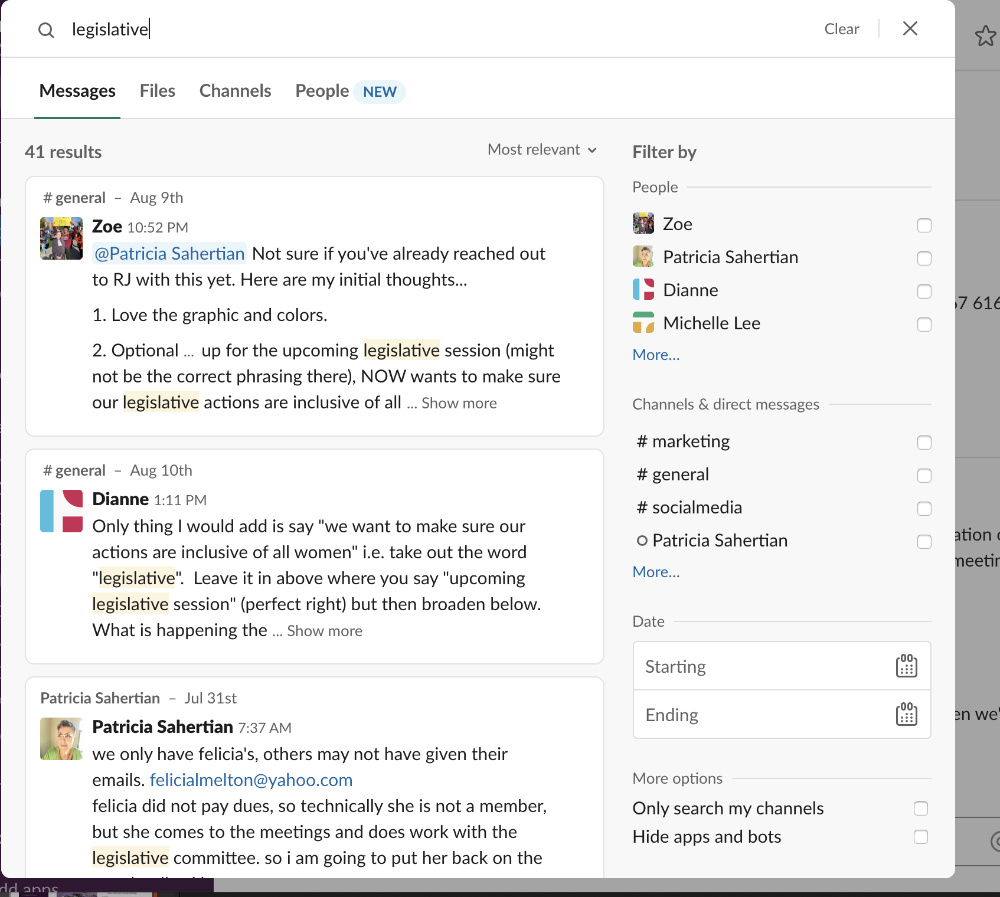 legislative
Clear
Messages Files Channels People NEW
41 results
Most relevant
# general – Aug 9th
Zoe 10:52 PM
@Patricia Sahertian Not sure if you've already reached out
to RJ with this yet. Here are my initial thoughts...
1. Love the graphic and colors.
2. Optional ... up for the upcoming legislative session (might
not be the correct phrasing there), NOW wants to make sure
our legislative actions are inclusive of all ... Show more
# general – Aug 10th
Dianne 1:11 PM
Only thing I would add is say "we want to make sure our
actions are inclusive of all women" i.e. take out the word
"legislative".  Leave it in above where you say "upcoming
legislative session" (perfect right) but then broaden below.
What is happening the ... Show more
Patricia Sahertian – Jul 31st
Patricia Sahertian 7:37 AM
we only have felicia's, others may not have given their
emails. felicialmelton@yahoo.com
felicia did not pay dues, so technically she is not a member,
but she comes to the meetings and does work with the
legislative committee. so i am going to put her back on the
Filter by
People
Zoe
Patricia Sahertian
Dianne
Michelle Lee
More...
Channels & direct messages
# marketing
# general
# socialmedia
Patricia Sahertian
More...
Date
Starting
Ending
More options
Only search my channels
Hide apps and bots
57 616
ation
meetin
en we'
dd apps